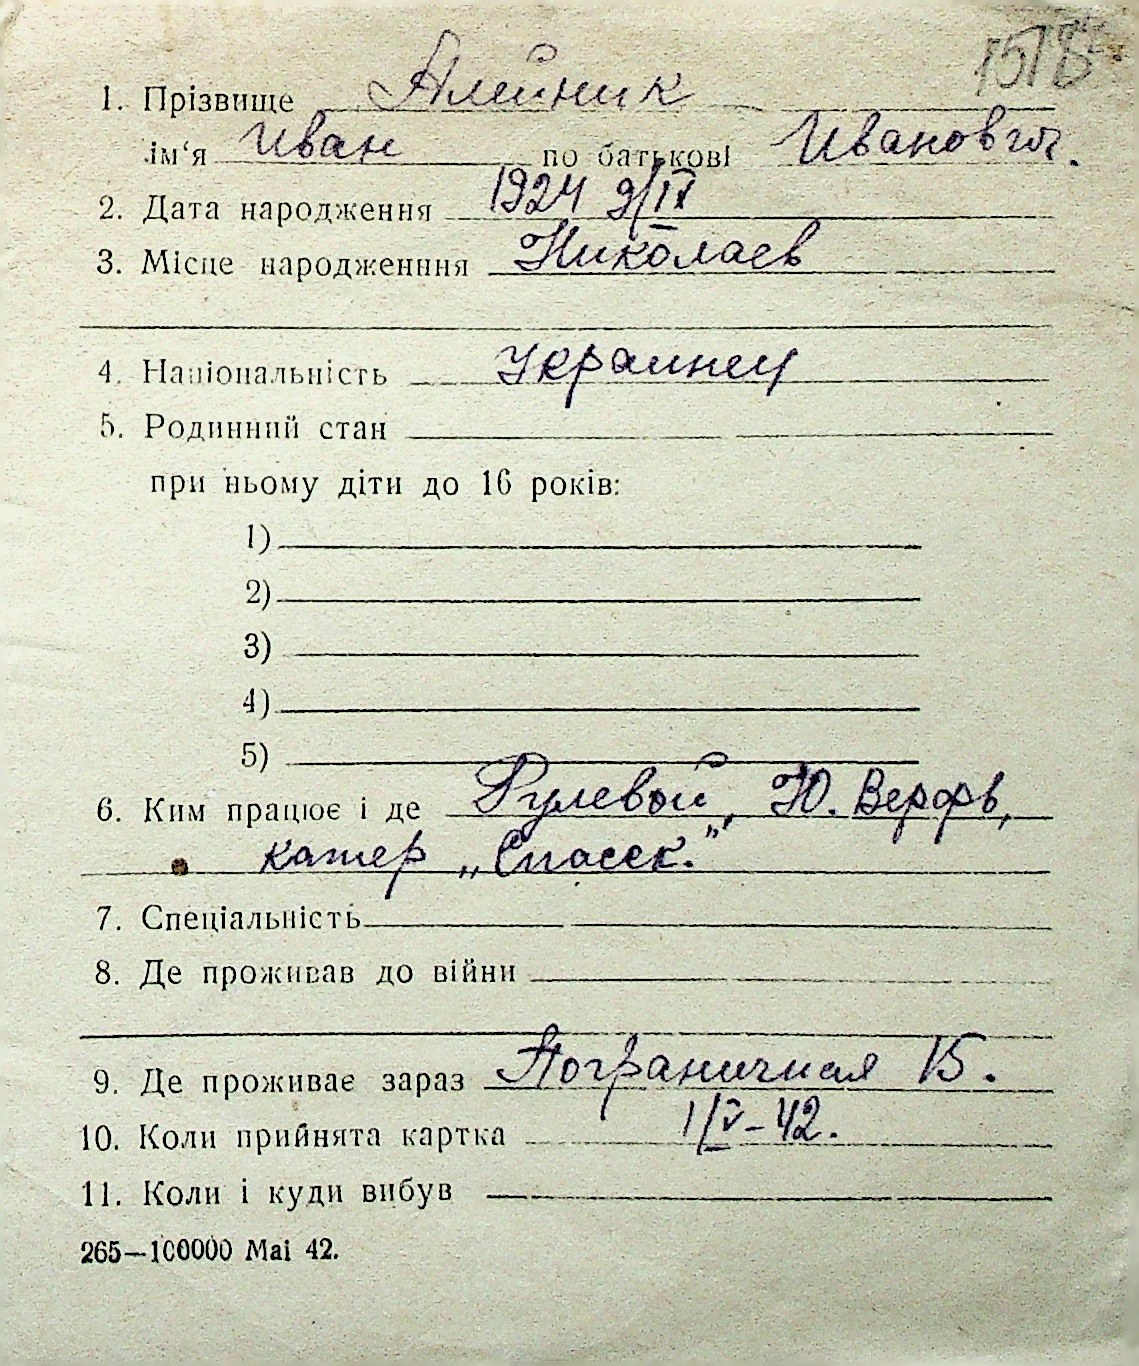 151 В
1. Прізвище Алейник
ім‘я Иван по батькові Иванович.
2. Дата народження 1924 9/IX
3. Місце народженння Николаев
4. Національність Украинец
5. Родинний стан
при ньому діти до 16 років:
1)
2)
3)
4)
5)
6. Ким працює і де Рулевой, Ю. Верфь,
катер „Спасск.”
7. Спеціальність
8. Де проживав до війни
9. Де проживає зараз Пограничная 15.
10. Коли прийнята картка 1/V-42.
11. Коли і куди вибув
265—100000 Mai 42.